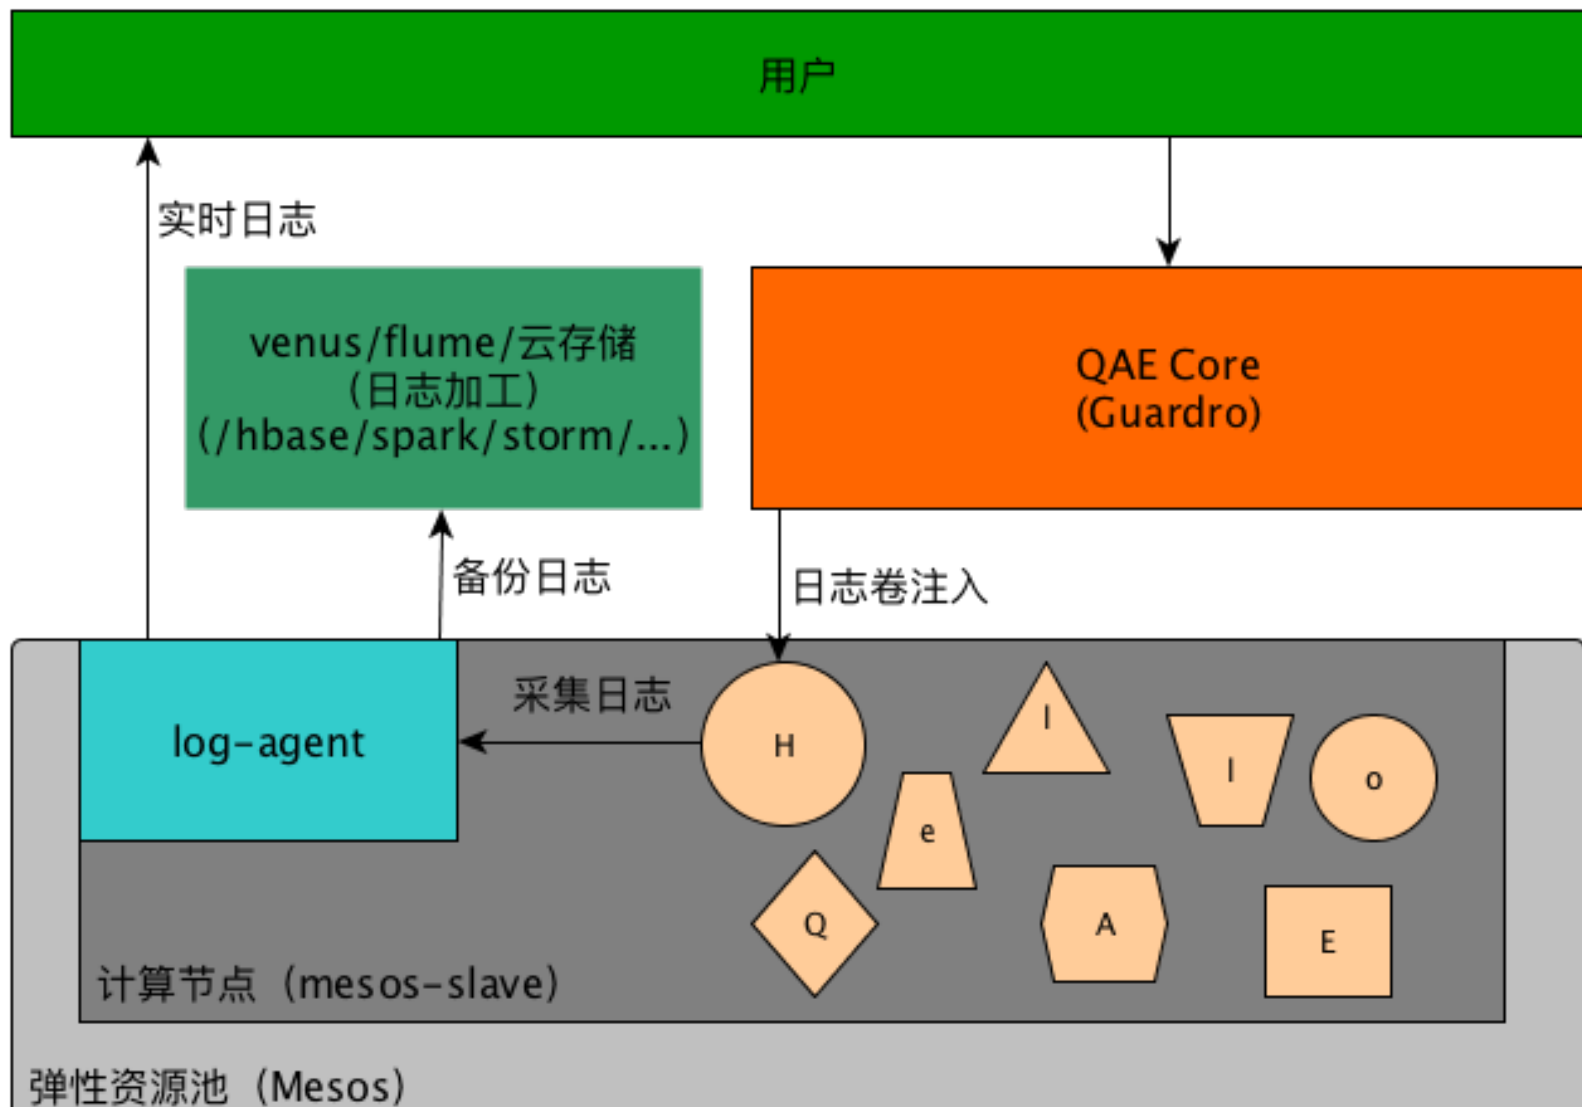 用户
实时日志
venus/flume/云存储
（日志加工）
(/hbase/spark/storm/...)
QAE Core
(Guardro)
备份日志
日志卷注入
log-agent
采集日志
H
e
l
l
o
Q
A
E
计算节点（mesos-slave）
弹性资源池（Mesos）